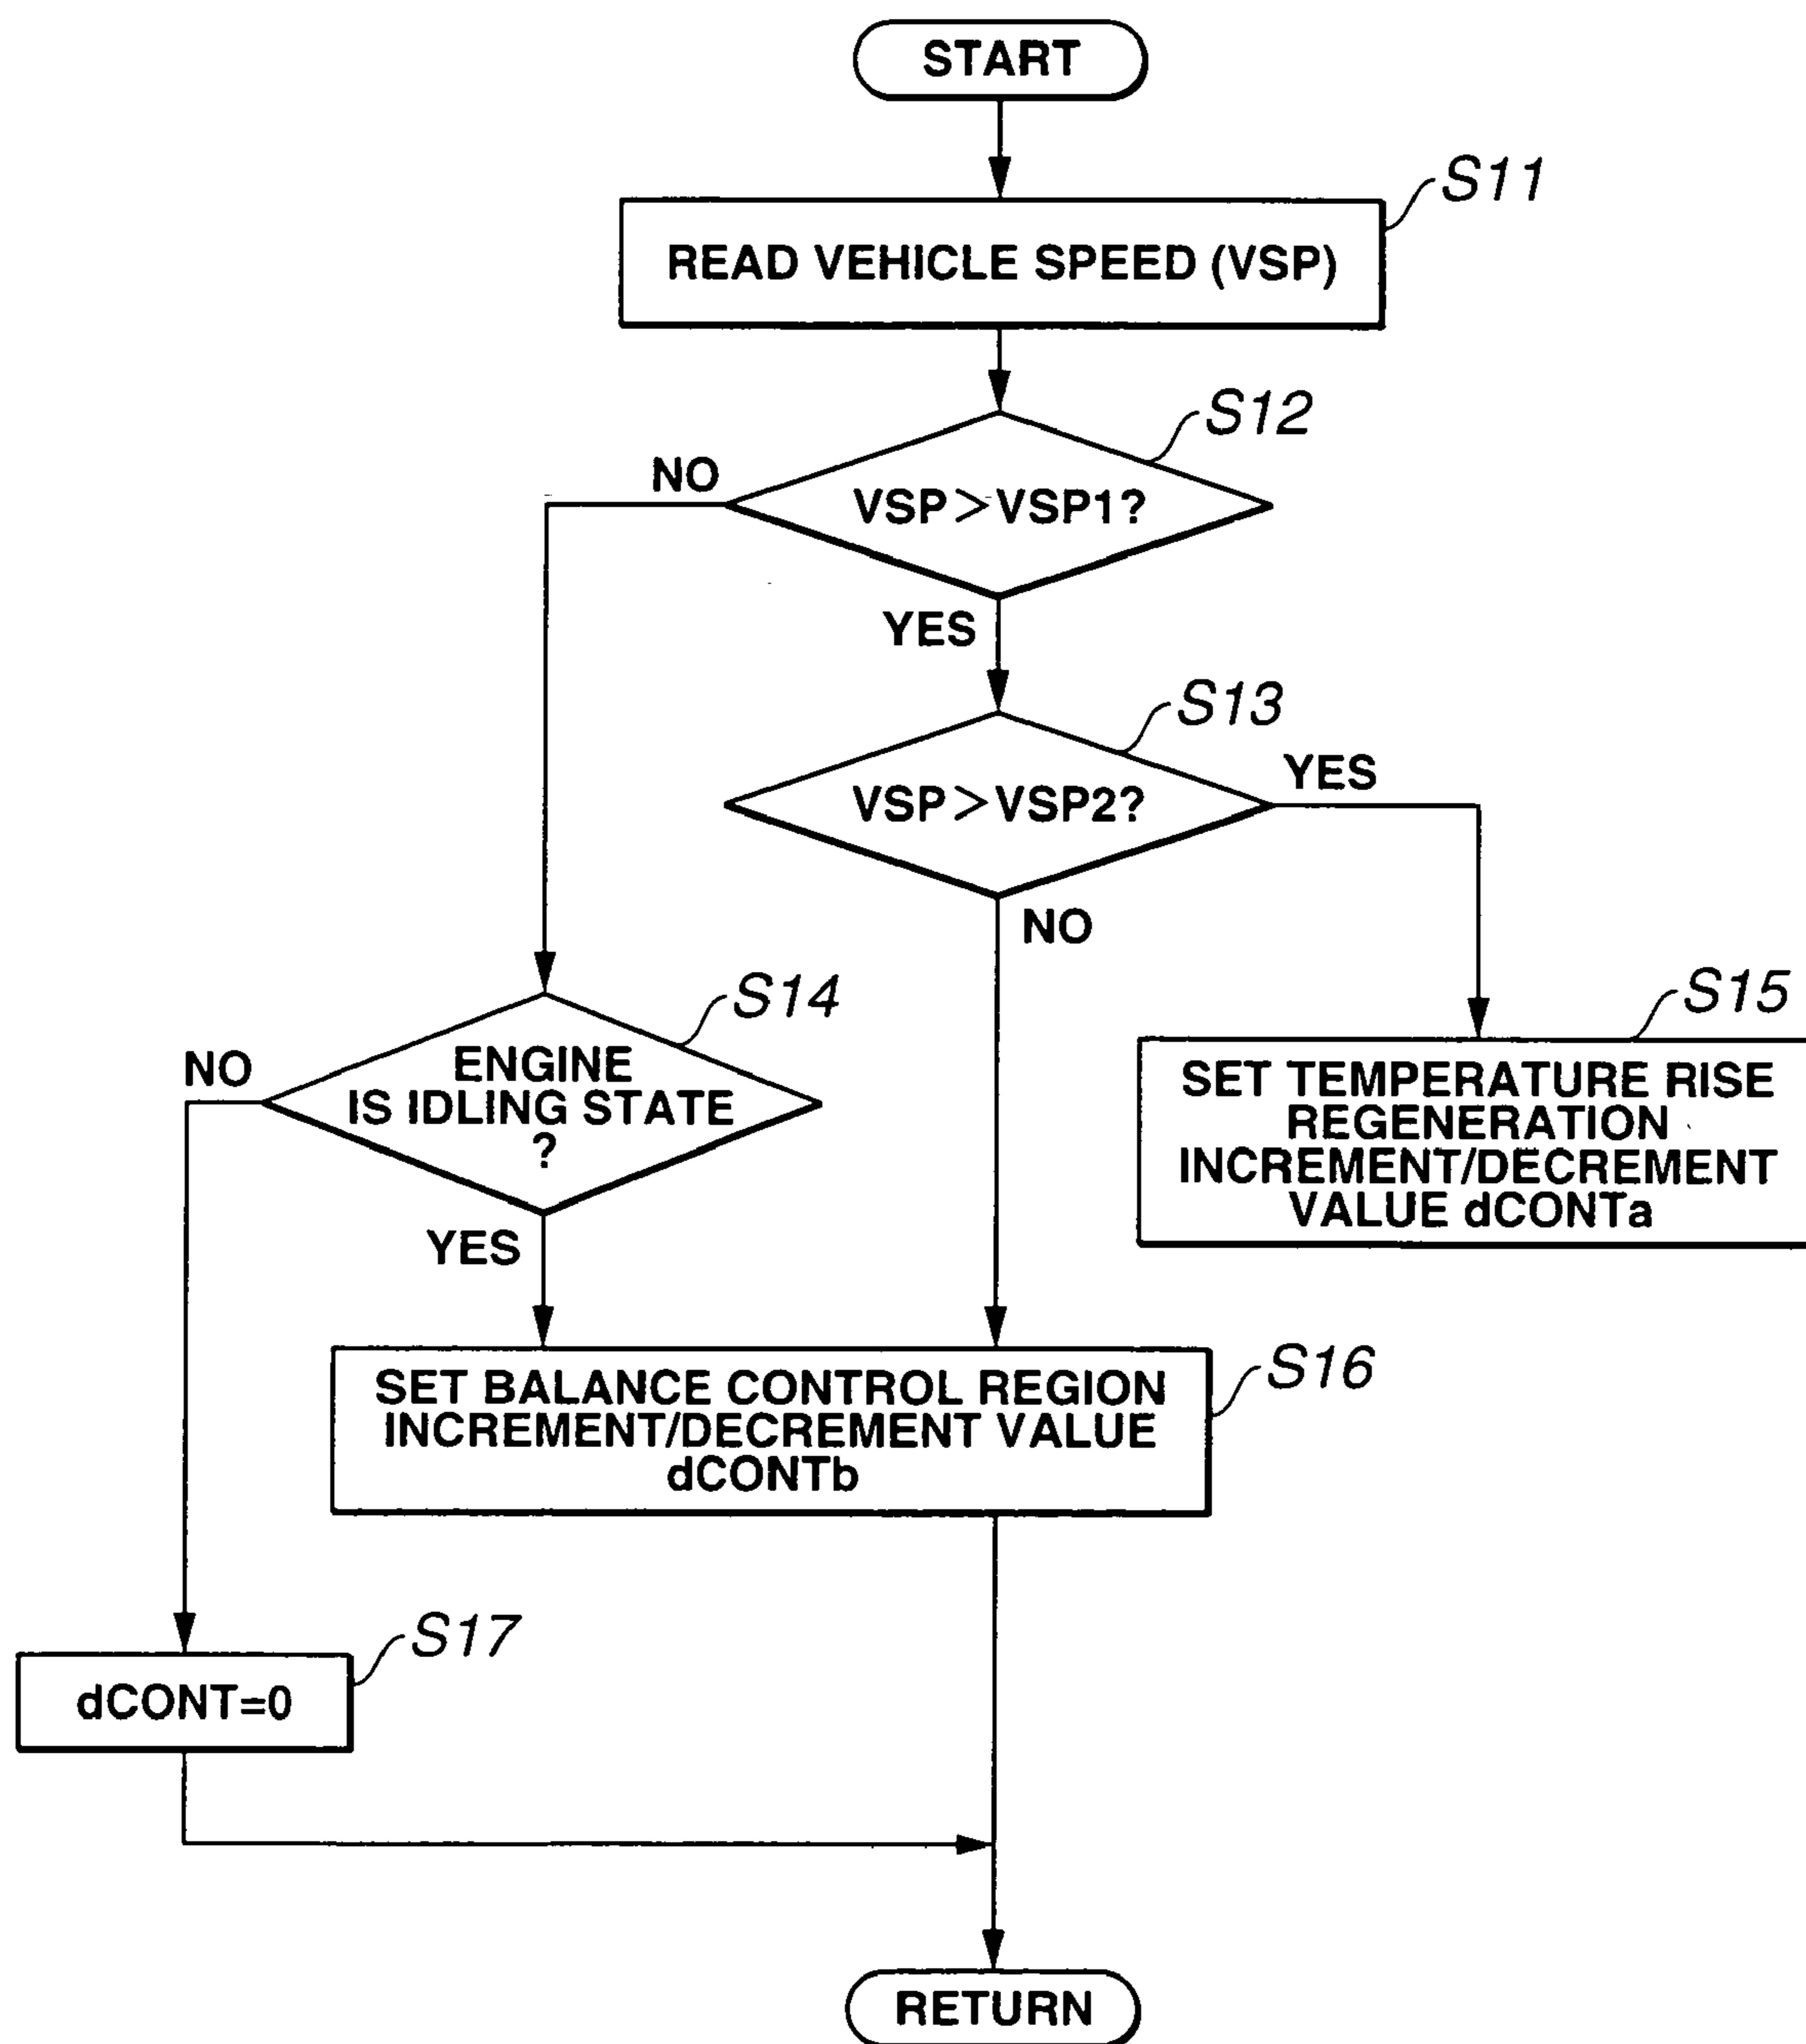 START
S11
READ VEHICLE SPEED (VSP)
S12
NO
VSP>VSP1?
YES
S13
YES
VSP>VSP2?
NO
S14
S15
NO
ENGINE
IS IDLING STATE
?
SET TEMPERATURE RISE
REGENERATION
INCREMENT/DECREMENT
VALUE dCONTa
YES
S16
SET BALANCE CONTROL REGION
INCREMENT/DECREMENT VALUE
dCONTb
S17
dCONT=0
RETURN